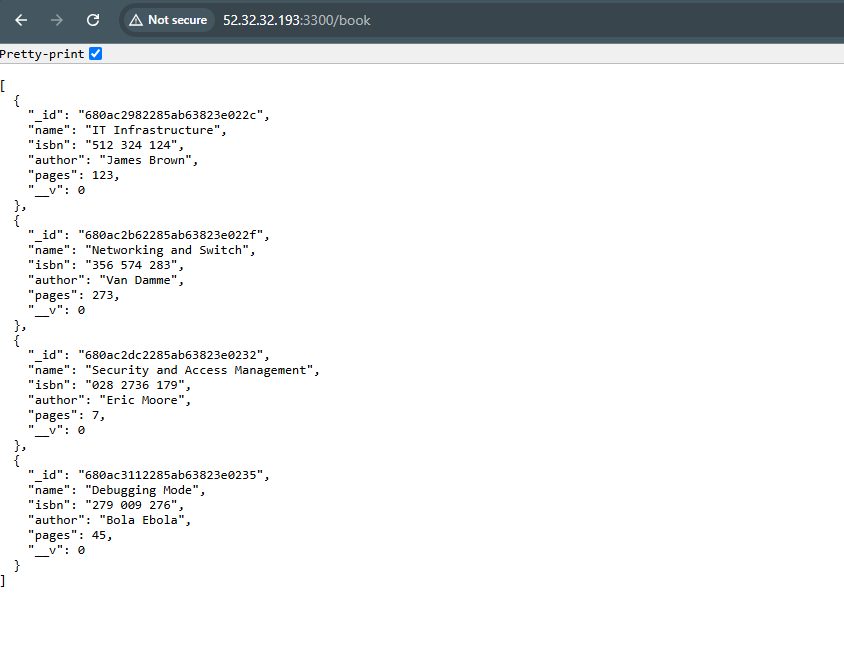 Not secure 52.32.32.193:3300/book
Pretty-print
[
  {
    "_id": "680ac2982285ab63823e022c",
    "name": "IT Infrastructure",
    "isbn": "512 324 124",
    "author": "James Brown",
    "pages": 123,
    "__v": 0
  },
  {
    "_id": "680ac2b62285ab63823e022f",
    "name": "Networking and Switch",
    "isbn": "356 574 283",
    "author": "Van Damme",
    "pages": 273,
    "__v": 0
  },
  {
    "_id": "680ac2dc2285ab63823e0232",
    "name": "Security and Access Management",
    "isbn": "028 2736 179",
    "author": "Eric Moore",
    "pages": 7,
    "__v": 0
  },
  {
    "_id": "680ac3112285ab63823e0235",
    "name": "Debugging Mode",
    "isbn": "279 009 276",
    "author": "Bola Ebola",
    "pages": 45,
    "__v": 0
  }
]